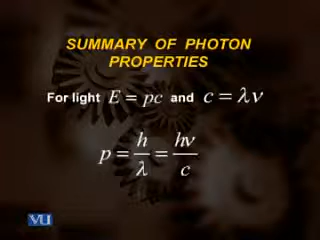 SUMMARY OF PHOTON
PROPERTIES
For light E = pc and c = λν
p = h/λ = hν/c
VU